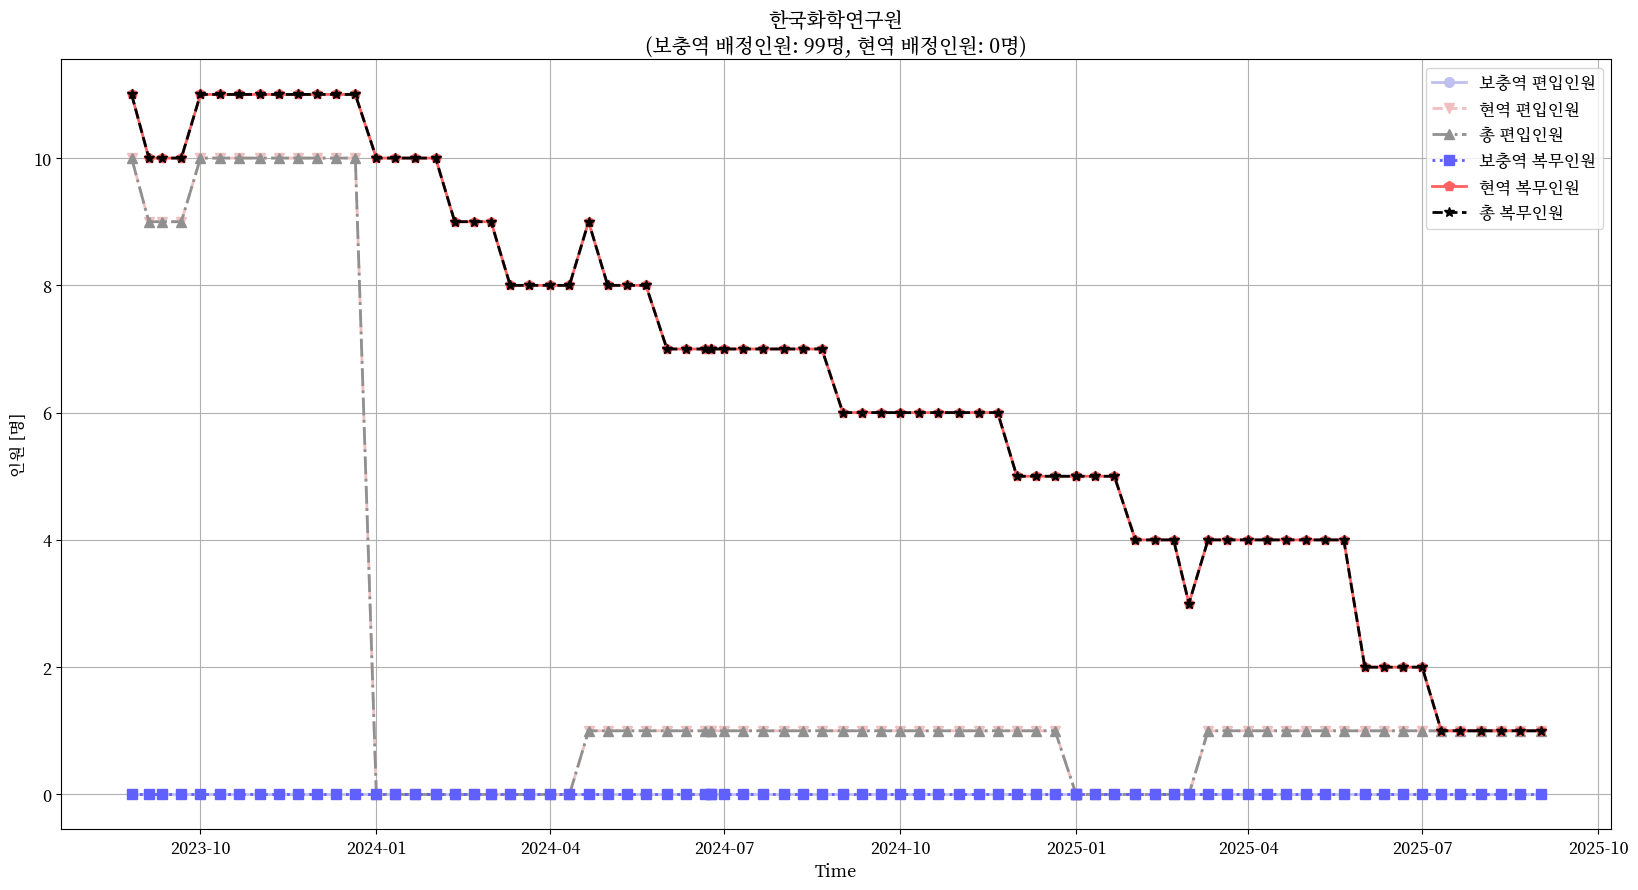 한국화학연구원
(보충역 배정인원: 99명, 현역 배정인원: 0명)
보충역 편입인원
현역 편입인원
총 편입인원
보충역 복무인원
현역 복무인원
총 복무인원
인원 [명]
10
8
6
4
2
0
2023-10
2024-01
2024-04
2024-07
2024-10
2025-01
2025-04
2025-07
2025-10
Time